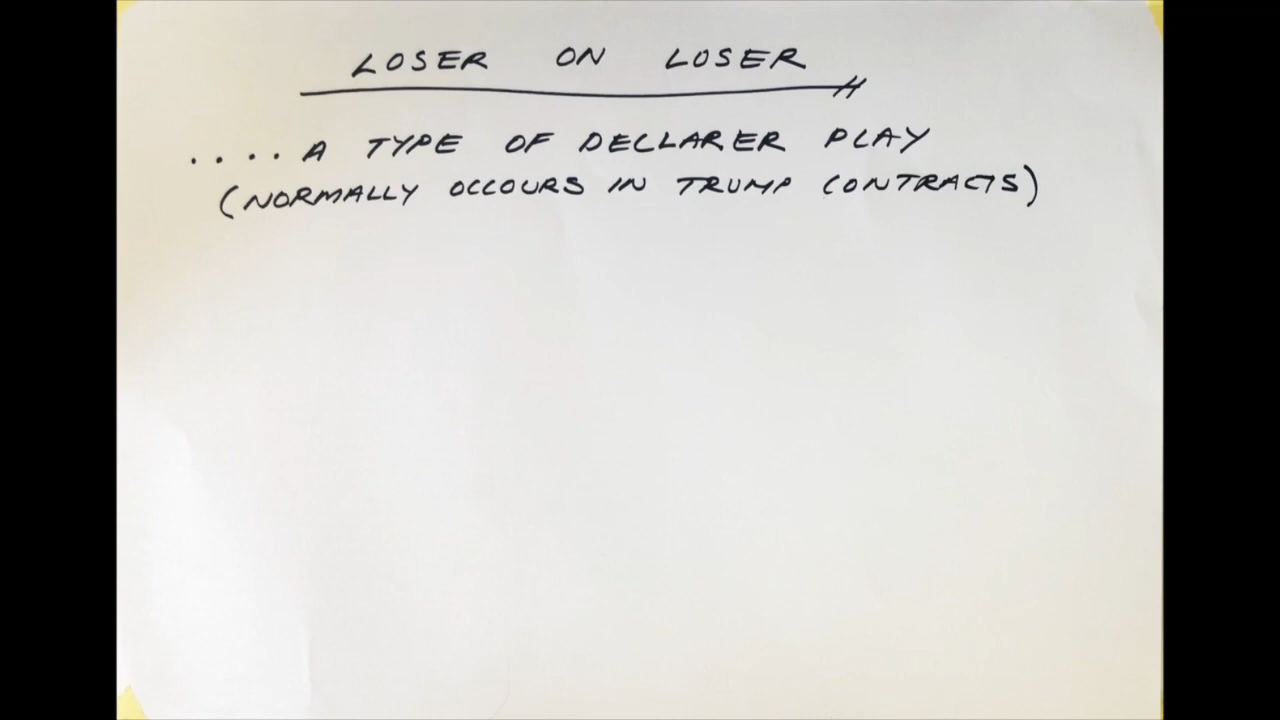 LOSER ON LOSER
.... A TYPE OF DECLARER PLAY
(NORMALLY OCCOURS IN TRUMP CONTRACTS)